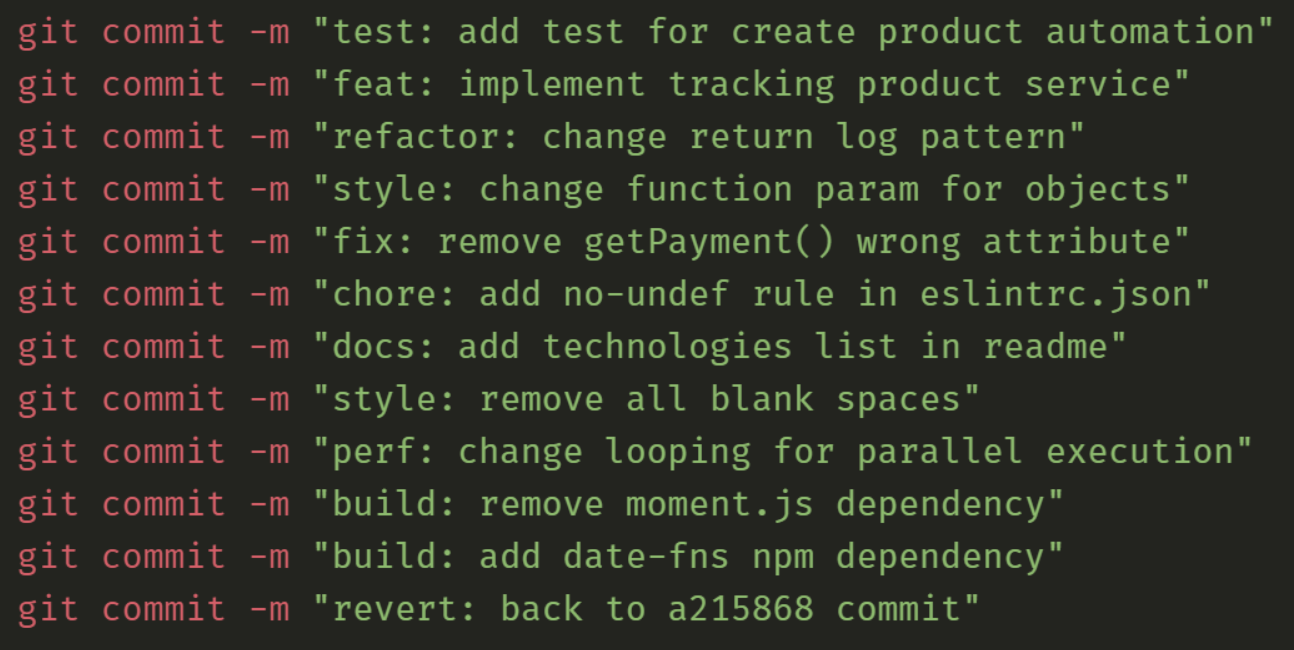 git commit -m "test: add test for create product automation"
git commit -m "feat: implement tracking product service"
git commit -m "refactor: change return log pattern"
git commit -m "style: change function param for objects"
git commit -m "fix: remove getPayment() wrong attribute"
git commit -m "chore: add no-undef rule in eslintrc.json"
git commit -m "docs: add technologies list in readme"
git commit -m "style: remove all blank spaces"
git commit -m "perf: change looping for parallel execution"
git commit -m "build: remove moment.js dependency"
git commit -m "build: add date-fns npm dependency"
git commit -m "revert: back to a215868 commit"